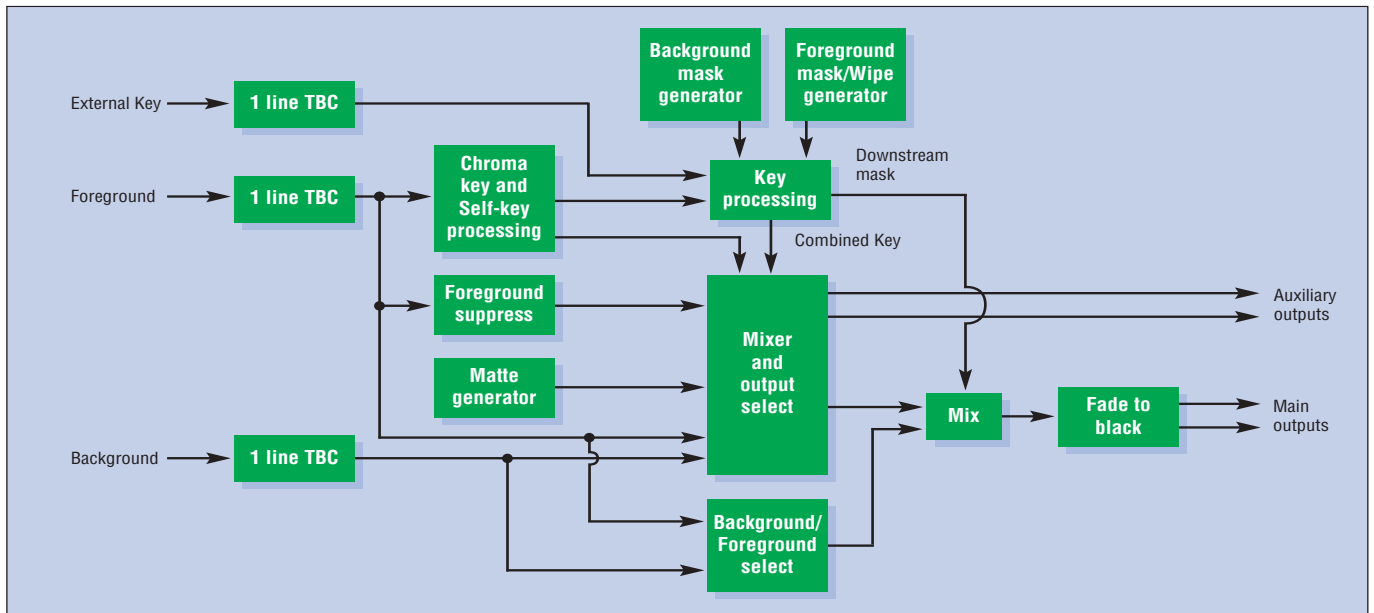 Background
mask
generator
Foreground
mask/Wipe
generator
External Key
1 line TBC
Foreground
1 line TBC
Chroma
key and
Self-key
processing
Key
processing
Downstream
mask
Combined Key
Foreground
suppress
Matte
generator
Mixer
and
output
select
Auxiliary
outputs
Mix
Fade to
black
Main
outputs
Background
1 line TBC
Background/
Foreground
select